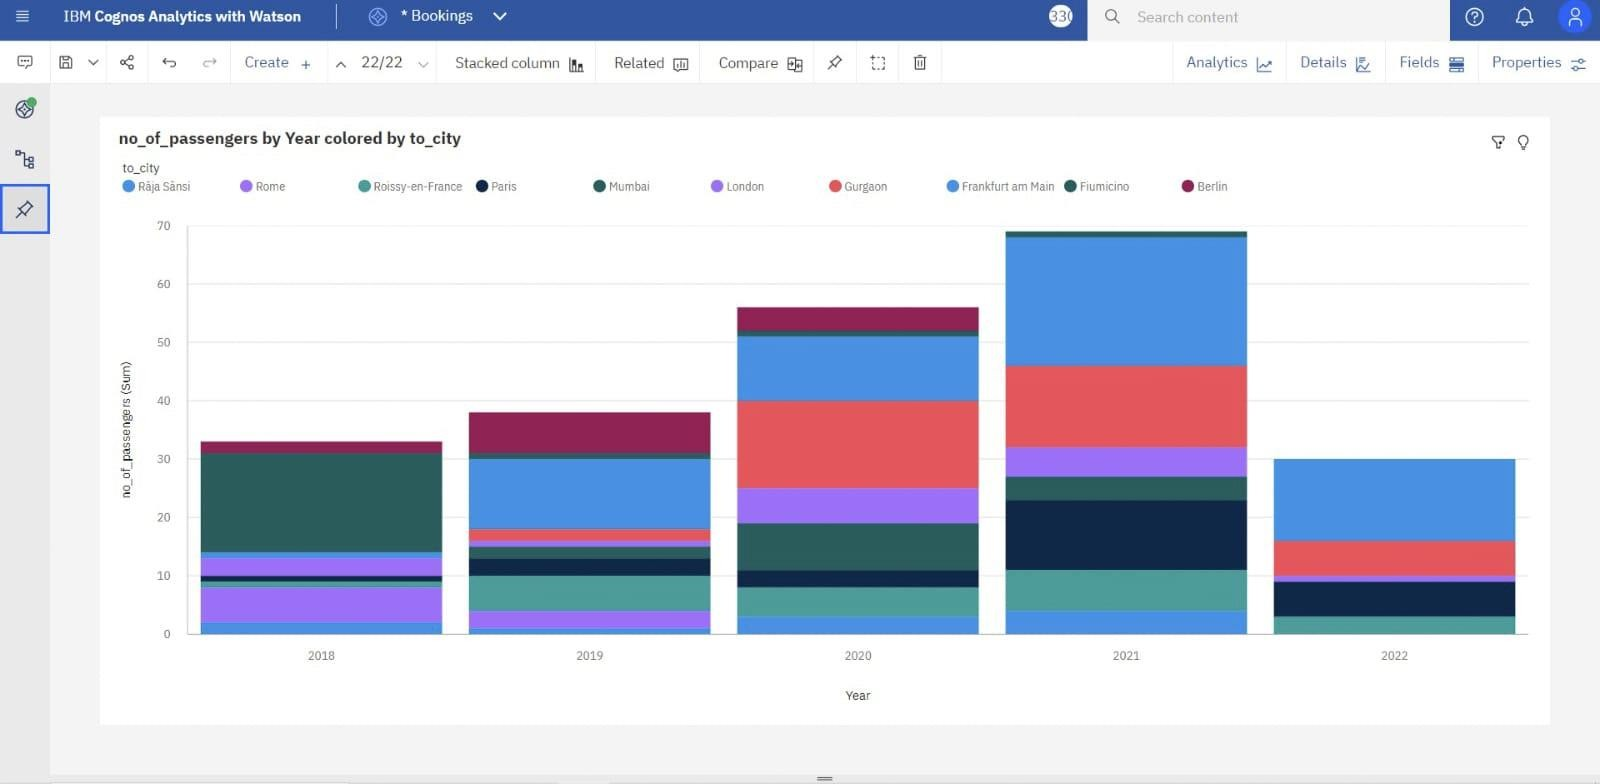 IBM Cognos Analytics with Watson
* Bookings
Search content
Create +
22/22
Stacked column
Related
Compare
Analytics
Details
Fields
Properties
no_of_passengers by Year colored by to_city
to_city
Rāja Sānsi Rome Roissy-en-France Paris Mumbai London Gurgaon Frankfurt am Main Fiumicino Berlin
70
60
50
40
30
20
10
0
no_of_passengers (Sum)
2018 2019 2020 2021 2022
Year